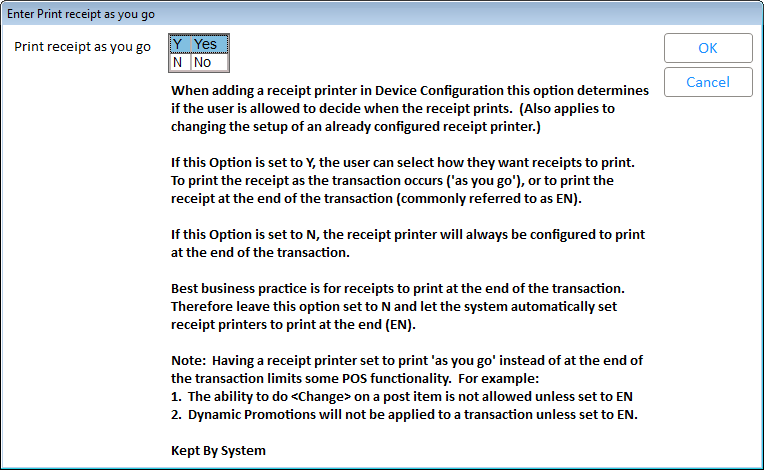 Enter Print receipt as you go
Print receipt as you go
Y Yes
N No
OK
Cancel
When adding a receipt printer in Device Configuration this option determines
if the user is allowed to decide when the receipt prints.  (Also applies to
changing the setup of an already configured receipt printer.)
If this Option is set to Y, the user can select how they want receipts to print.
To print the receipt as the transaction occurs ('as you go'), or to print the
receipt at the end of the transaction (commonly referred to as EN).
If this Option is set to N, the receipt printer will always be configured to print
at the end of the transaction.
Best business practice is for receipts to print at the end of the transaction.
Therefore leave this option set to N and let the system automatically set
receipt printers to print at the end (EN).
Note:  Having a receipt printer set to print 'as you go' instead of at the end of
the transaction limits some POS functionality.  For example:
1.  The ability to do <Change> on a post item is not allowed unless set to EN
2.  Dynamic Promotions will not be applied to a transaction unless set to EN.
Kept By System